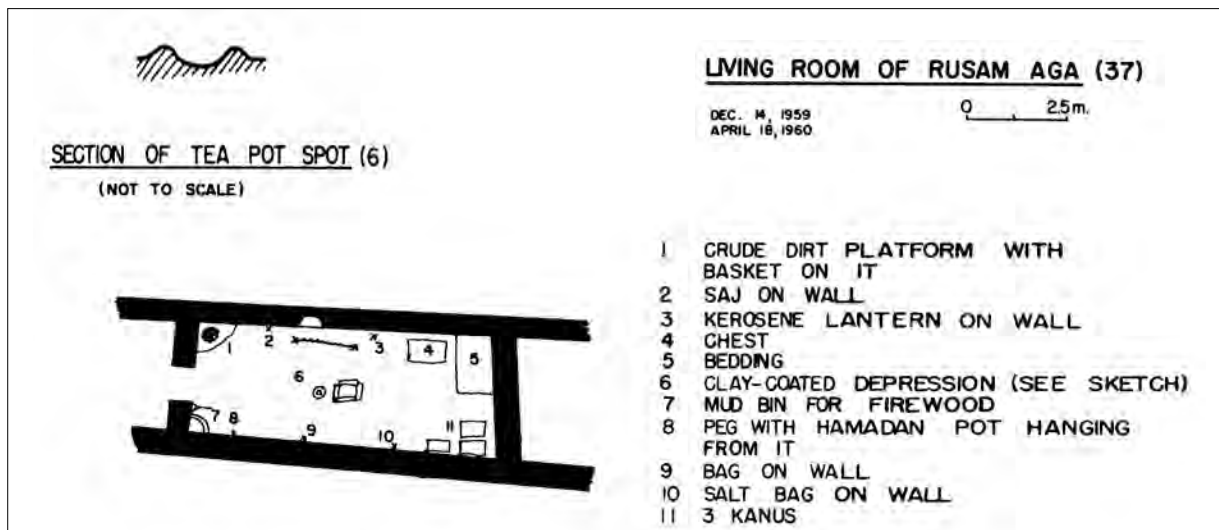 LIVING ROOM OF RUSAM AGA (37)
DEC. 14, 1959
APRIL 18, 1960
0 2.5 m.
SECTION OF TEA POT SPOT (6)
(NOT TO SCALE)
1 CRUDE DIRT PLATFORM WITH
BASKET ON IT
2 SAJ ON WALL
3 KEROSENE LANTERN ON WALL
4 CHEST
5 BEDDING
6 CLAY-COATED DEPRESSION (SEE SKETCH)
7 MUD BIN FOR FIREWOOD
8 PEG WITH HAMADAN POT HANGING
FROM IT
9 BAG ON WALL
10 SALT BAG ON WALL
11 3 KANUS
1
2
3
4
5
6
7
8
9
10
11